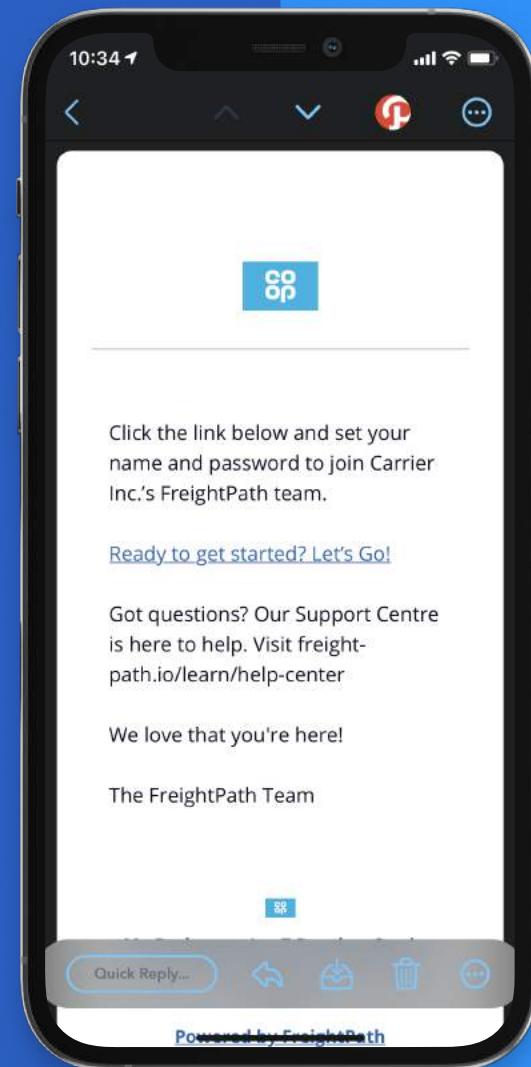 10:34
co
op
Click the link below and set your
name and password to join Carrier
Inc.'s FreightPath team.
Ready to get started? Let's Go!
Got questions? Our Support Centre
is here to help. Visit freight-
path.io/learn/help-center
We love that you're here!
The FreightPath Team
co
op
Quick Reply...
Powered by FreightPath